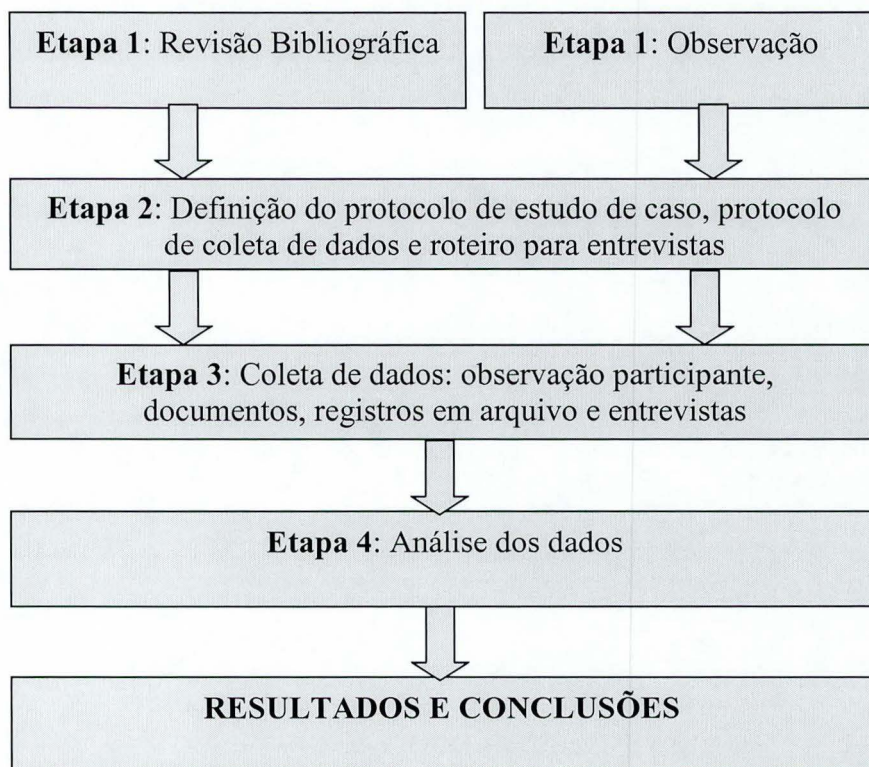 Etapa 1: Revisão Bibliográfica
Etapa 1: Observação
Etapa 2: Definição do protocolo de estudo de caso, protocolo
de coleta de dados e roteiro para entrevistas
Etapa 3: Coleta de dados: observação participante,
documentos, registros em arquivo e entrevistas
Etapa 4: Análise dos dados
RESULTADOS E CONCLUSÕES